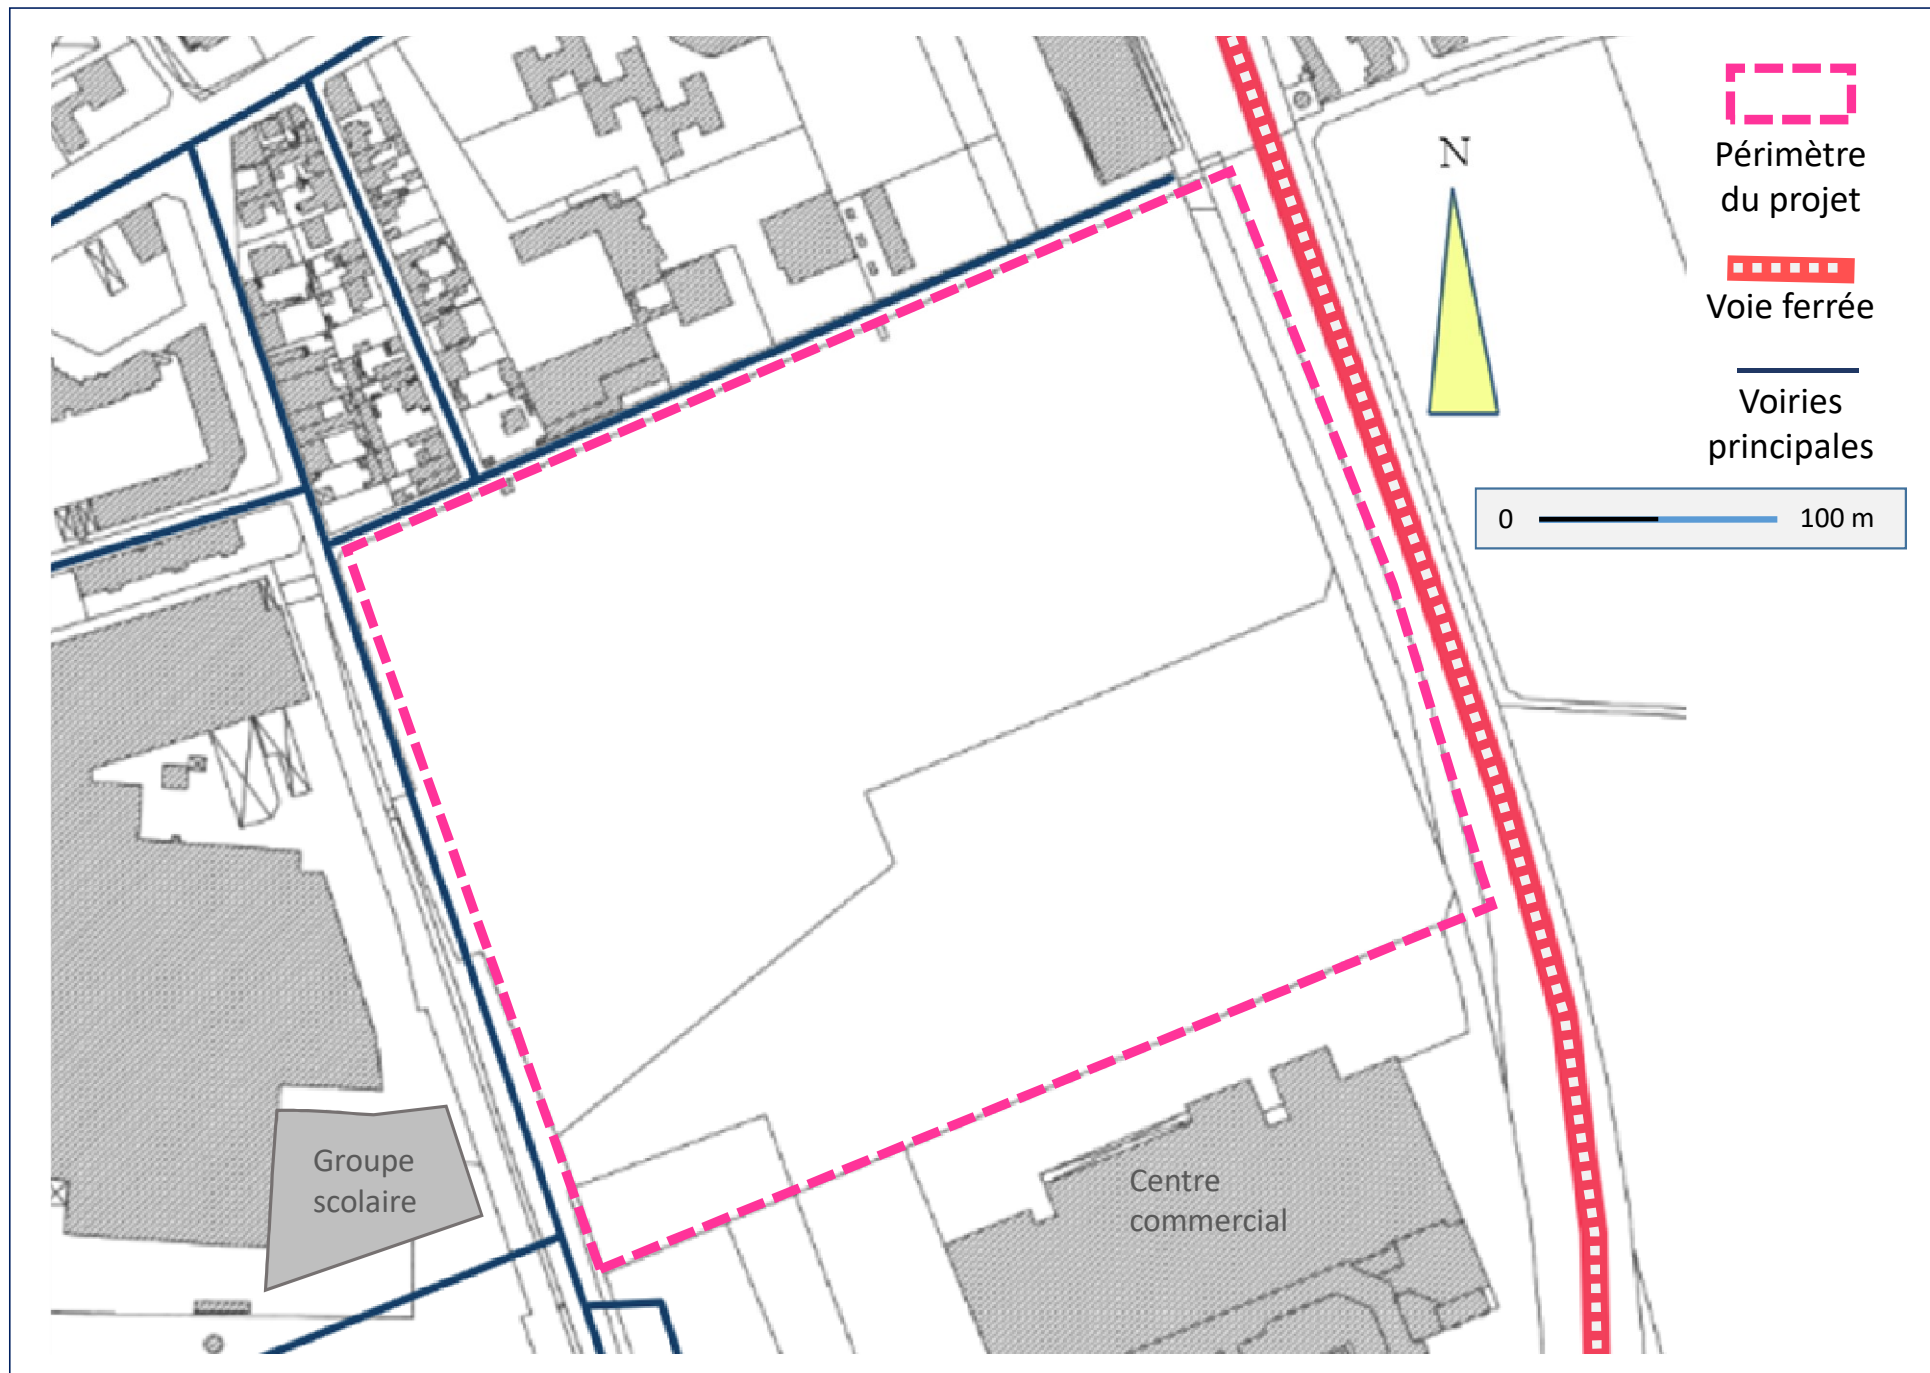 N
Périmètre
du projet
Voie ferrée
Voiries
principales
0 100 m
Groupe
scolaire
Centre
commercial